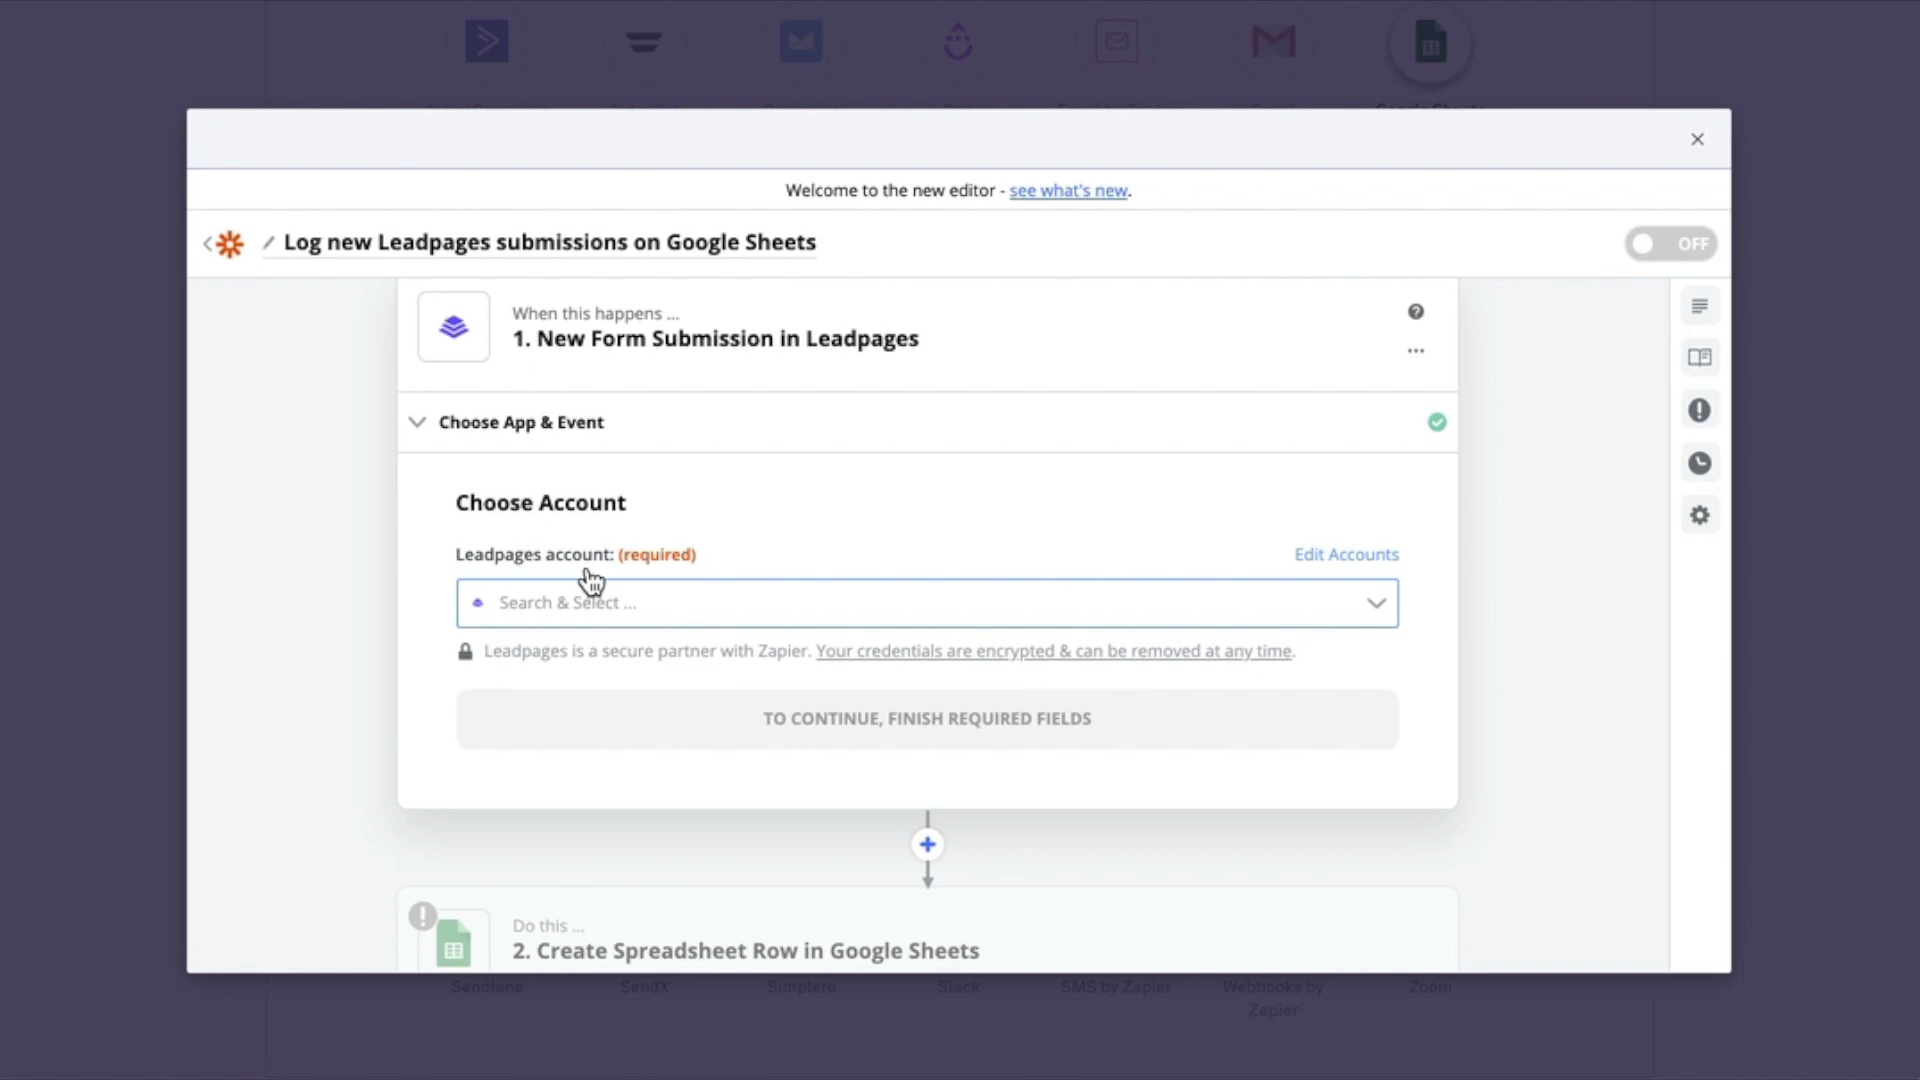 Welcome to the new editor - see what's new.
Log new Leadpages submissions on Google Sheets
OFF
When this happens ...
1. New Form Submission in Leadpages
Choose App & Event
Choose Account
Leadpages account: (required)
Edit Accounts
Search & Select ...
Leadpages is a secure partner with Zapier. Your credentials are encrypted & can be removed at any time.
TO CONTINUE, FINISH REQUIRED FIELDS
Do this ...
2. Create Spreadsheet Row in Google Sheets
Sendlane
SendX
Simplero
Slack
SMS by Zapier
Webhooks by
Zapier
Zoom